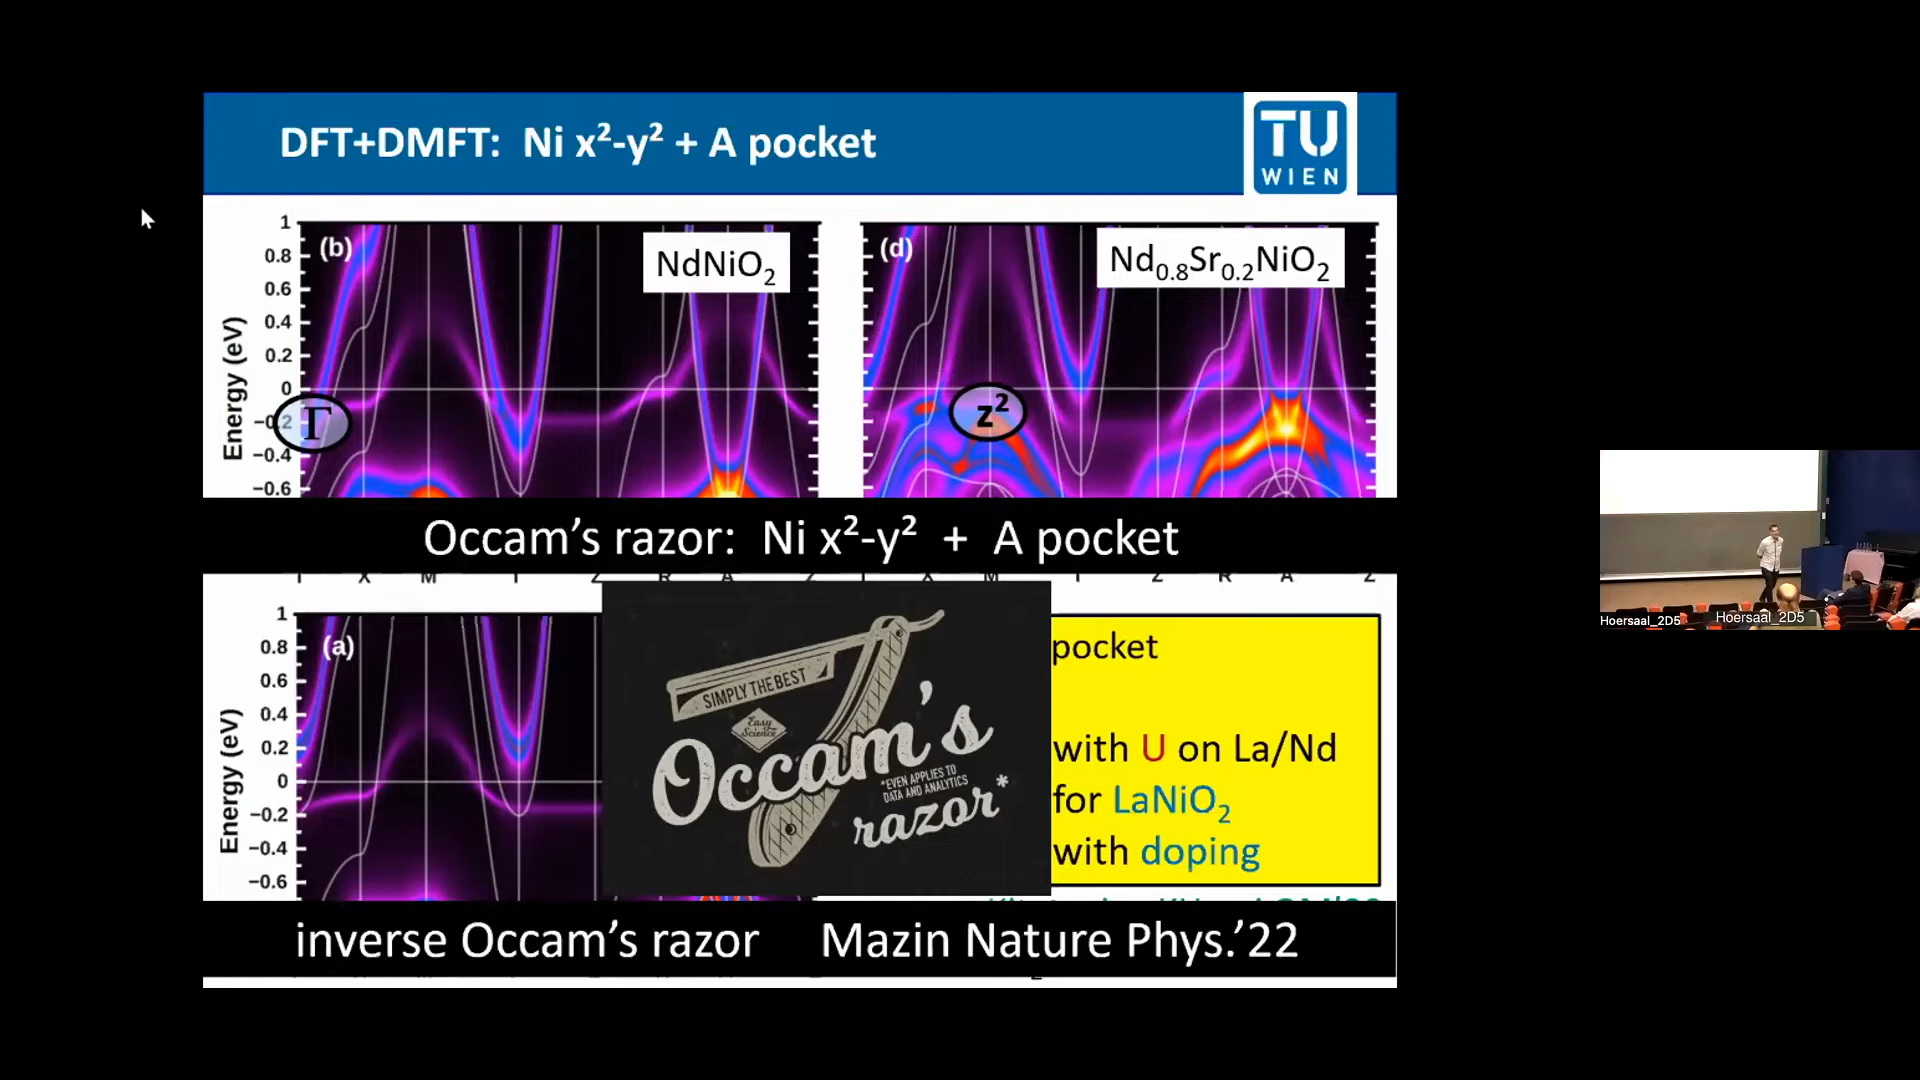 DFT+DMFT: Ni x²-y² + A pocket
TU
WIEN
1
0.8
0.6
0.4
0.2
0
−0.2
−0.4
−0.6
Energy (eV)
(b)
NdNiO₂
Γ
(d)
Nd₀.₈Sr₀.₂NiO₂
z²
Occam’s razor: Ni x²-y² + A pocket
X M Z R A Z X M Z R A Z
1
0.8
0.6
0.4
0.2
0
−0.2
−0.4
−0.6
Energy (eV)
(a)
SIMPLY THE BEST
Easy
Science
Occam's
*EVEN APPLIES TO
DATA AND ANALYTICS
razor*
pocket
with U on La/Nd
for LaNiO₂
with doping
inverse Occam’s razor Mazin Nature Phys.’22
Hoersaal_2D5
Hoersaal_2D5